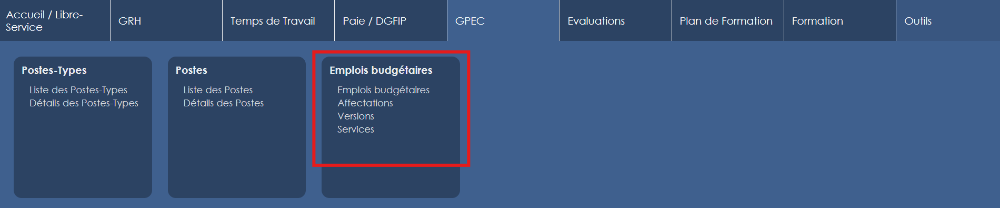 Accueil / Libre-
Service
GRH
Temps de Travail
Paie / DGFIP
GPEC
Evaluations
Plan de Formation
Formation
Outils
Postes-Types
Liste des Postes-Types
Détails des Postes-Types
Postes
Liste des Postes
Détails des Postes
Emplois budgétaires
Emplois budgétaires
Affectations
Versions
Services